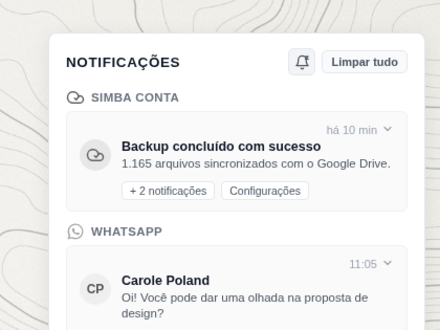 NOTIFICAÇÕES
Limpar tudo
SIMBA CONTA
há 10 min
Backup concluído com sucesso
1.165 arquivos sincronizados com o Google Drive.
+ 2 notificações
Configurações
WHATSAPP
11:05
CP
Carole Poland
Oi! Você pode dar uma olhada na proposta de
design?